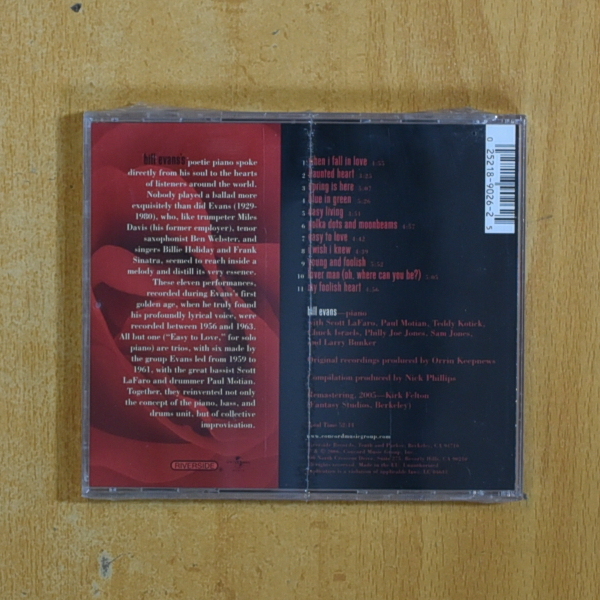 bill evans's poetic piano spoke
directly from his soul to the hearts
of listeners around the world.
Nobody played a ballad more
exquisitely than did Evans (1929-
1980), who, like trumpeter Miles
Davis (his former employer), tenor
saxophonist Ben Webster, and
singers Billie Holiday and Frank
Sinatra, seemed to reach inside a
melody and distill its very essence.
These eleven performances,
recorded during Evans's first
golden age, when he truly found
his profoundly lyrical voice, were
recorded between 1956 and 1963.
All but one ("Easy to Love," for solo
piano) are trios, with six made by
the group Evans led from 1959 to
1961, with the great bassist Scott
LaFaro and drummer Paul Motian.
Together, they reinvented not only
the concept of the piano, bass, and
drums unit, but of collective
improvisation.
RIVERSIDE
1 when i fall in love
2 haunted heart
3 spring is here
4 blue in green
5 easy living
6 polka dots and moonbeams
7 easy to love
8 i wish i knew
9 young and foolish
10 lover man (oh, where can you be?)
11 my foolish heart
bill evans—piano
with Scott LaFaro, Paul Motian, Teddy Kotick,
Chuck Israels, Philly Joe Jones, Sam Jones,
and Larry Bunker
Original recordings produced by Orrin Keepnews
Compilation produced by Nick Phillips
Remastering, 2005—Kirk Felton
(Fantasy Studios, Berkeley)
Total Time
www.concordmusicgroup.com
0 25218-9026-2 5